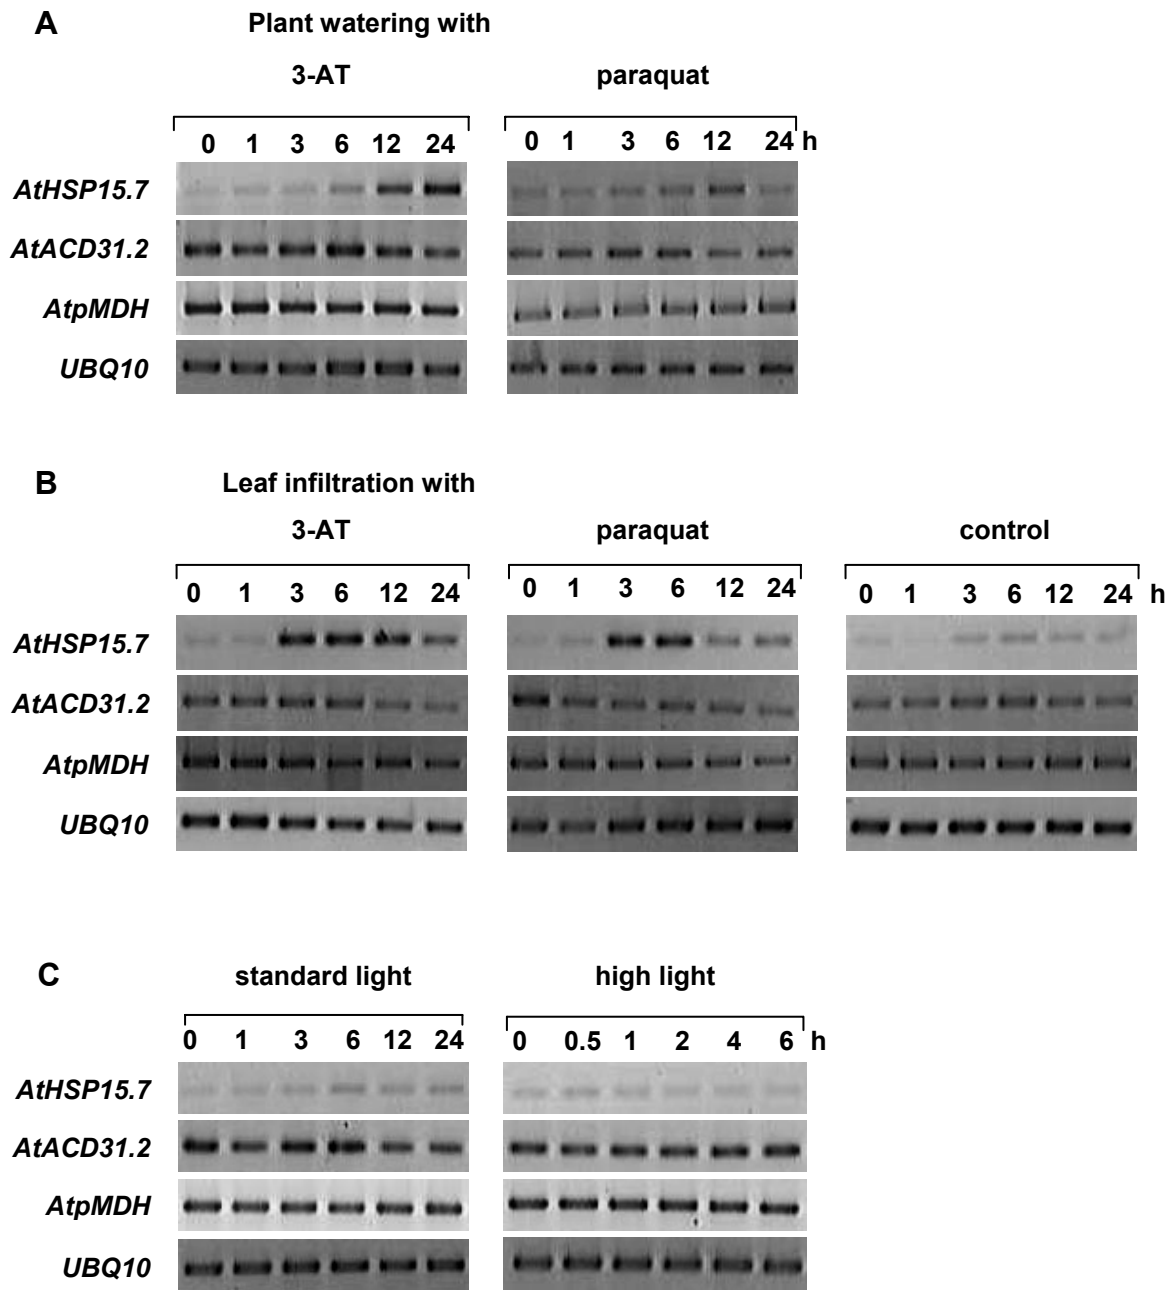 A Plant watering with
3-AT paraquat
0 1 3 6 12 24 0 1 3 6 12 24 h
AtHSP15.7
AtACD31.2
AtpMDH
UBQ10
B Leaf infiltration with
3-AT paraquat control
0 1 3 6 12 24 0 1 3 6 12 24 0 1 3 6 12 24 h
AtHSP15.7
AtACD31.2
AtpMDH
UBQ10
C standard light high light
0 1 3 6 12 24 0 0.5 1 2 4 6 h
AtHSP15.7
AtACD31.2
AtpMDH
UBQ10